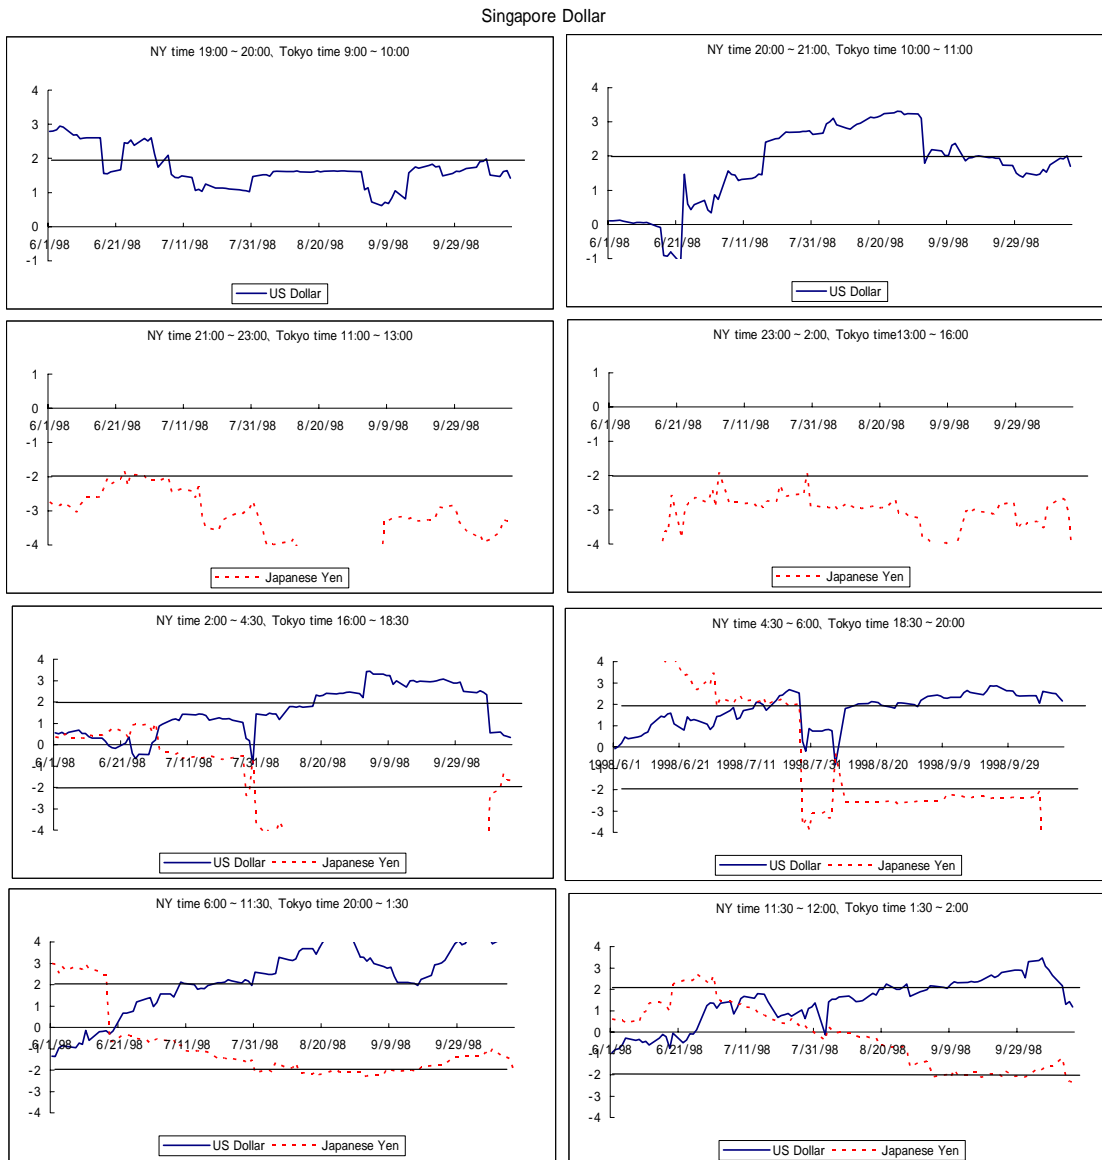 Singapore Dollar
NY time 19:00 ~ 20:00、Tokyo time 9:00 ~ 10:00
4
3
2
1
0
-1
6/1/98 6/21/98 7/11/98 7/31/98 8/20/98 9/9/98 9/29/98
US Dollar
NY time 20:00 ~ 21:00、Tokyo time 10:00 ~ 11:00
4
3
2
1
0
-1
6/1/98 6/21/98 7/11/98 7/31/98 8/20/98 9/9/98 9/29/98
US Dollar
NY time 21:00 ~ 23:00、Tokyo time 11:00 ~ 13:00
1
0
-1
-2
-3
-4
6/1/98 6/21/98 7/11/98 7/31/98 8/20/98 9/9/98 9/29/98
Japanese Yen
NY time 23:00 ~ 2:00、Tokyo time13:00 ~ 16:00
1
0
-1
-2
-3
-4
6/1/98 6/21/98 7/11/98 7/31/98 8/20/98 9/9/98 9/29/98
Japanese Yen
NY time 2:00 ~ 4:30、Tokyo time 16:00 ~ 18:30
4
3
2
1
0
-1
-2
-3
-4
6/1/98 6/21/98 7/11/98 7/31/98 8/20/98 9/9/98 9/29/98
US Dollar Japanese Yen
NY time 4:30 ~ 6:00、Tokyo time 18:30 ~ 20:00
4
3
2
1
0
-1
-2
-3
-4
1998/6/1 1998/6/21 1998/7/11 1998/7/31 1998/8/20 1998/9/9 1998/9/29
US Dollar Japanese Yen
NY time 6:00 ~ 11:30、Tokyo time 20:00 ~ 1:30
4
3
2
1
0
-1
-2
-3
-4
6/1/98 6/21/98 7/11/98 7/31/98 8/20/98 9/9/98 9/29/98
US Dollar Japanese Yen
NY time 11:30 ~ 12:00、Tokyo time 1:30 ~ 2:00
4
3
2
1
0
-1
-2
-3
-4
6/1/98 6/21/98 7/11/98 7/31/98 8/20/98 9/9/98 9/29/98
US Dollar Japanese Yen